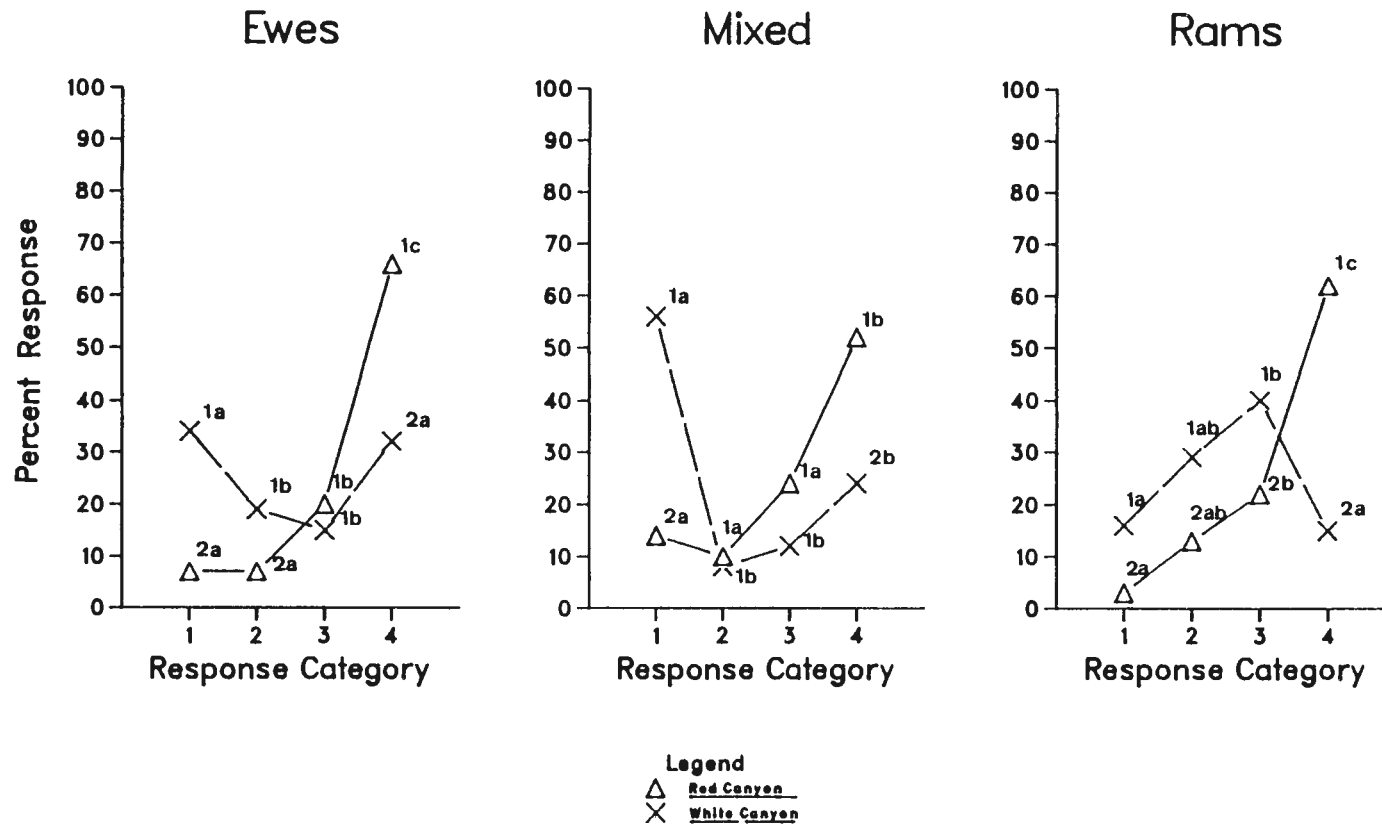 Ewes
Mixed
Rams
Percent Response
100
90
80
70
60
50
40
30
20
10
0
1a
1b
1b
1b
1c
2a
2a
2a
1 2 3 4
Response Category
100
90
80
70
60
50
40
30
20
10
0
1a
2a
1a
1b
1a
1b
1b
2b
1 2 3 4
Response Category
100
90
80
70
60
50
40
30
20
10
0
1a
2a
1ab
2ab
1b
2b
1c
2a
1 2 3 4
Response Category
Legend
Red Canyon
White Canyon